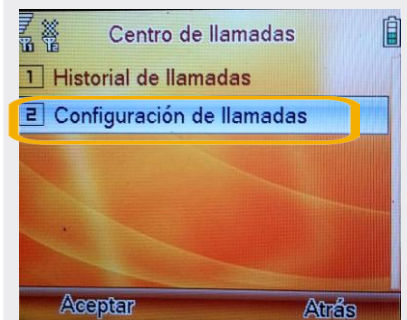 Centro de llamadas
1 Historial de llamadas
2 Configuración de llamadas
Aceptar Atrás